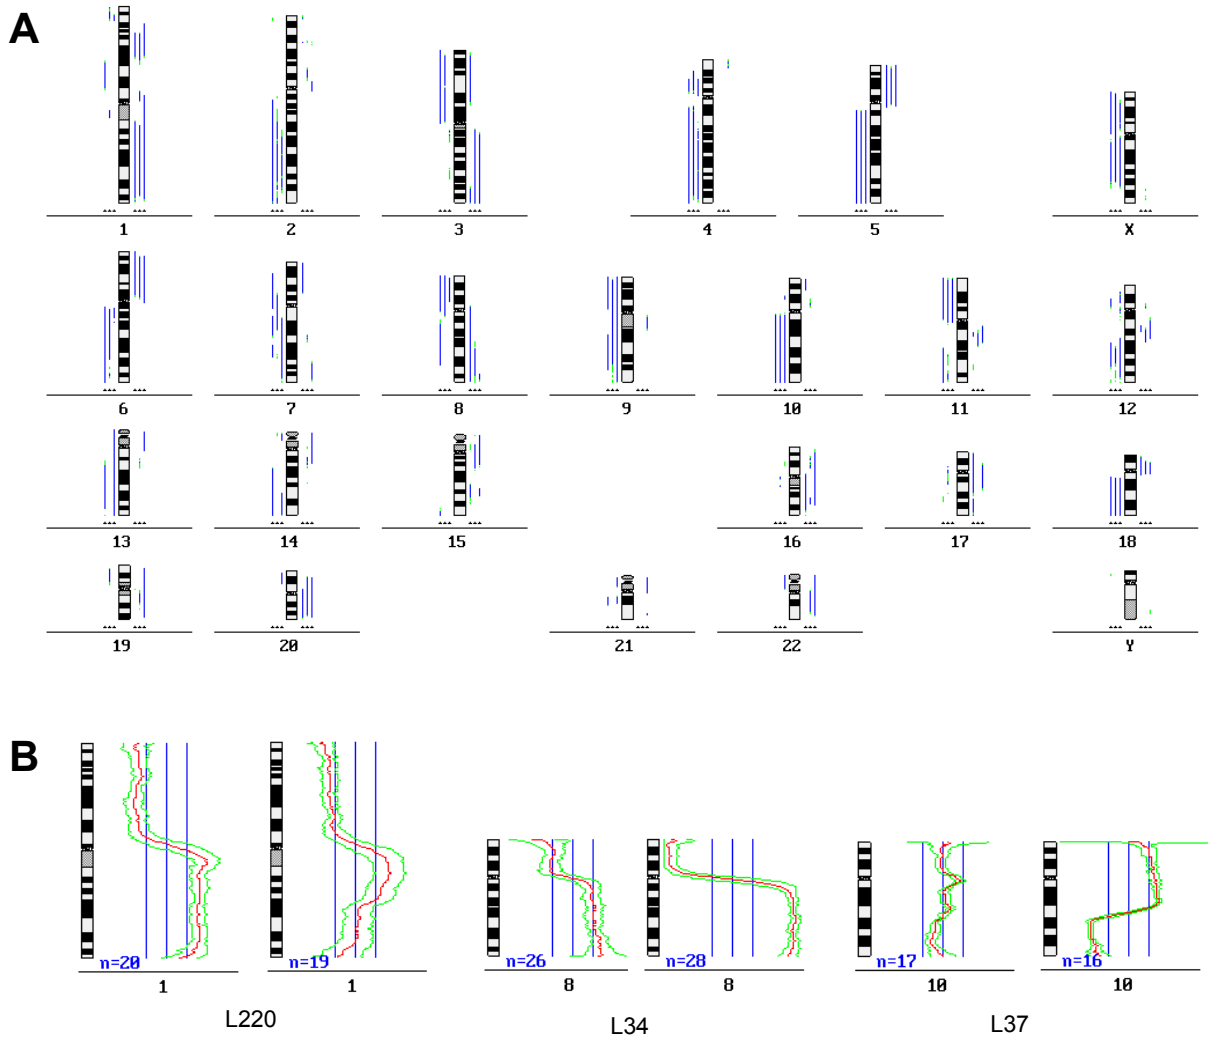 A
1 2 3 4 5 X
6 7 8 9 10 11 12
13 14 15 16 17 18
19 20 21 22 Y
B
n=20 n=19 n=26 n=28 n=17 n=16
1 1 8 8 10 10
L220 L34 L37